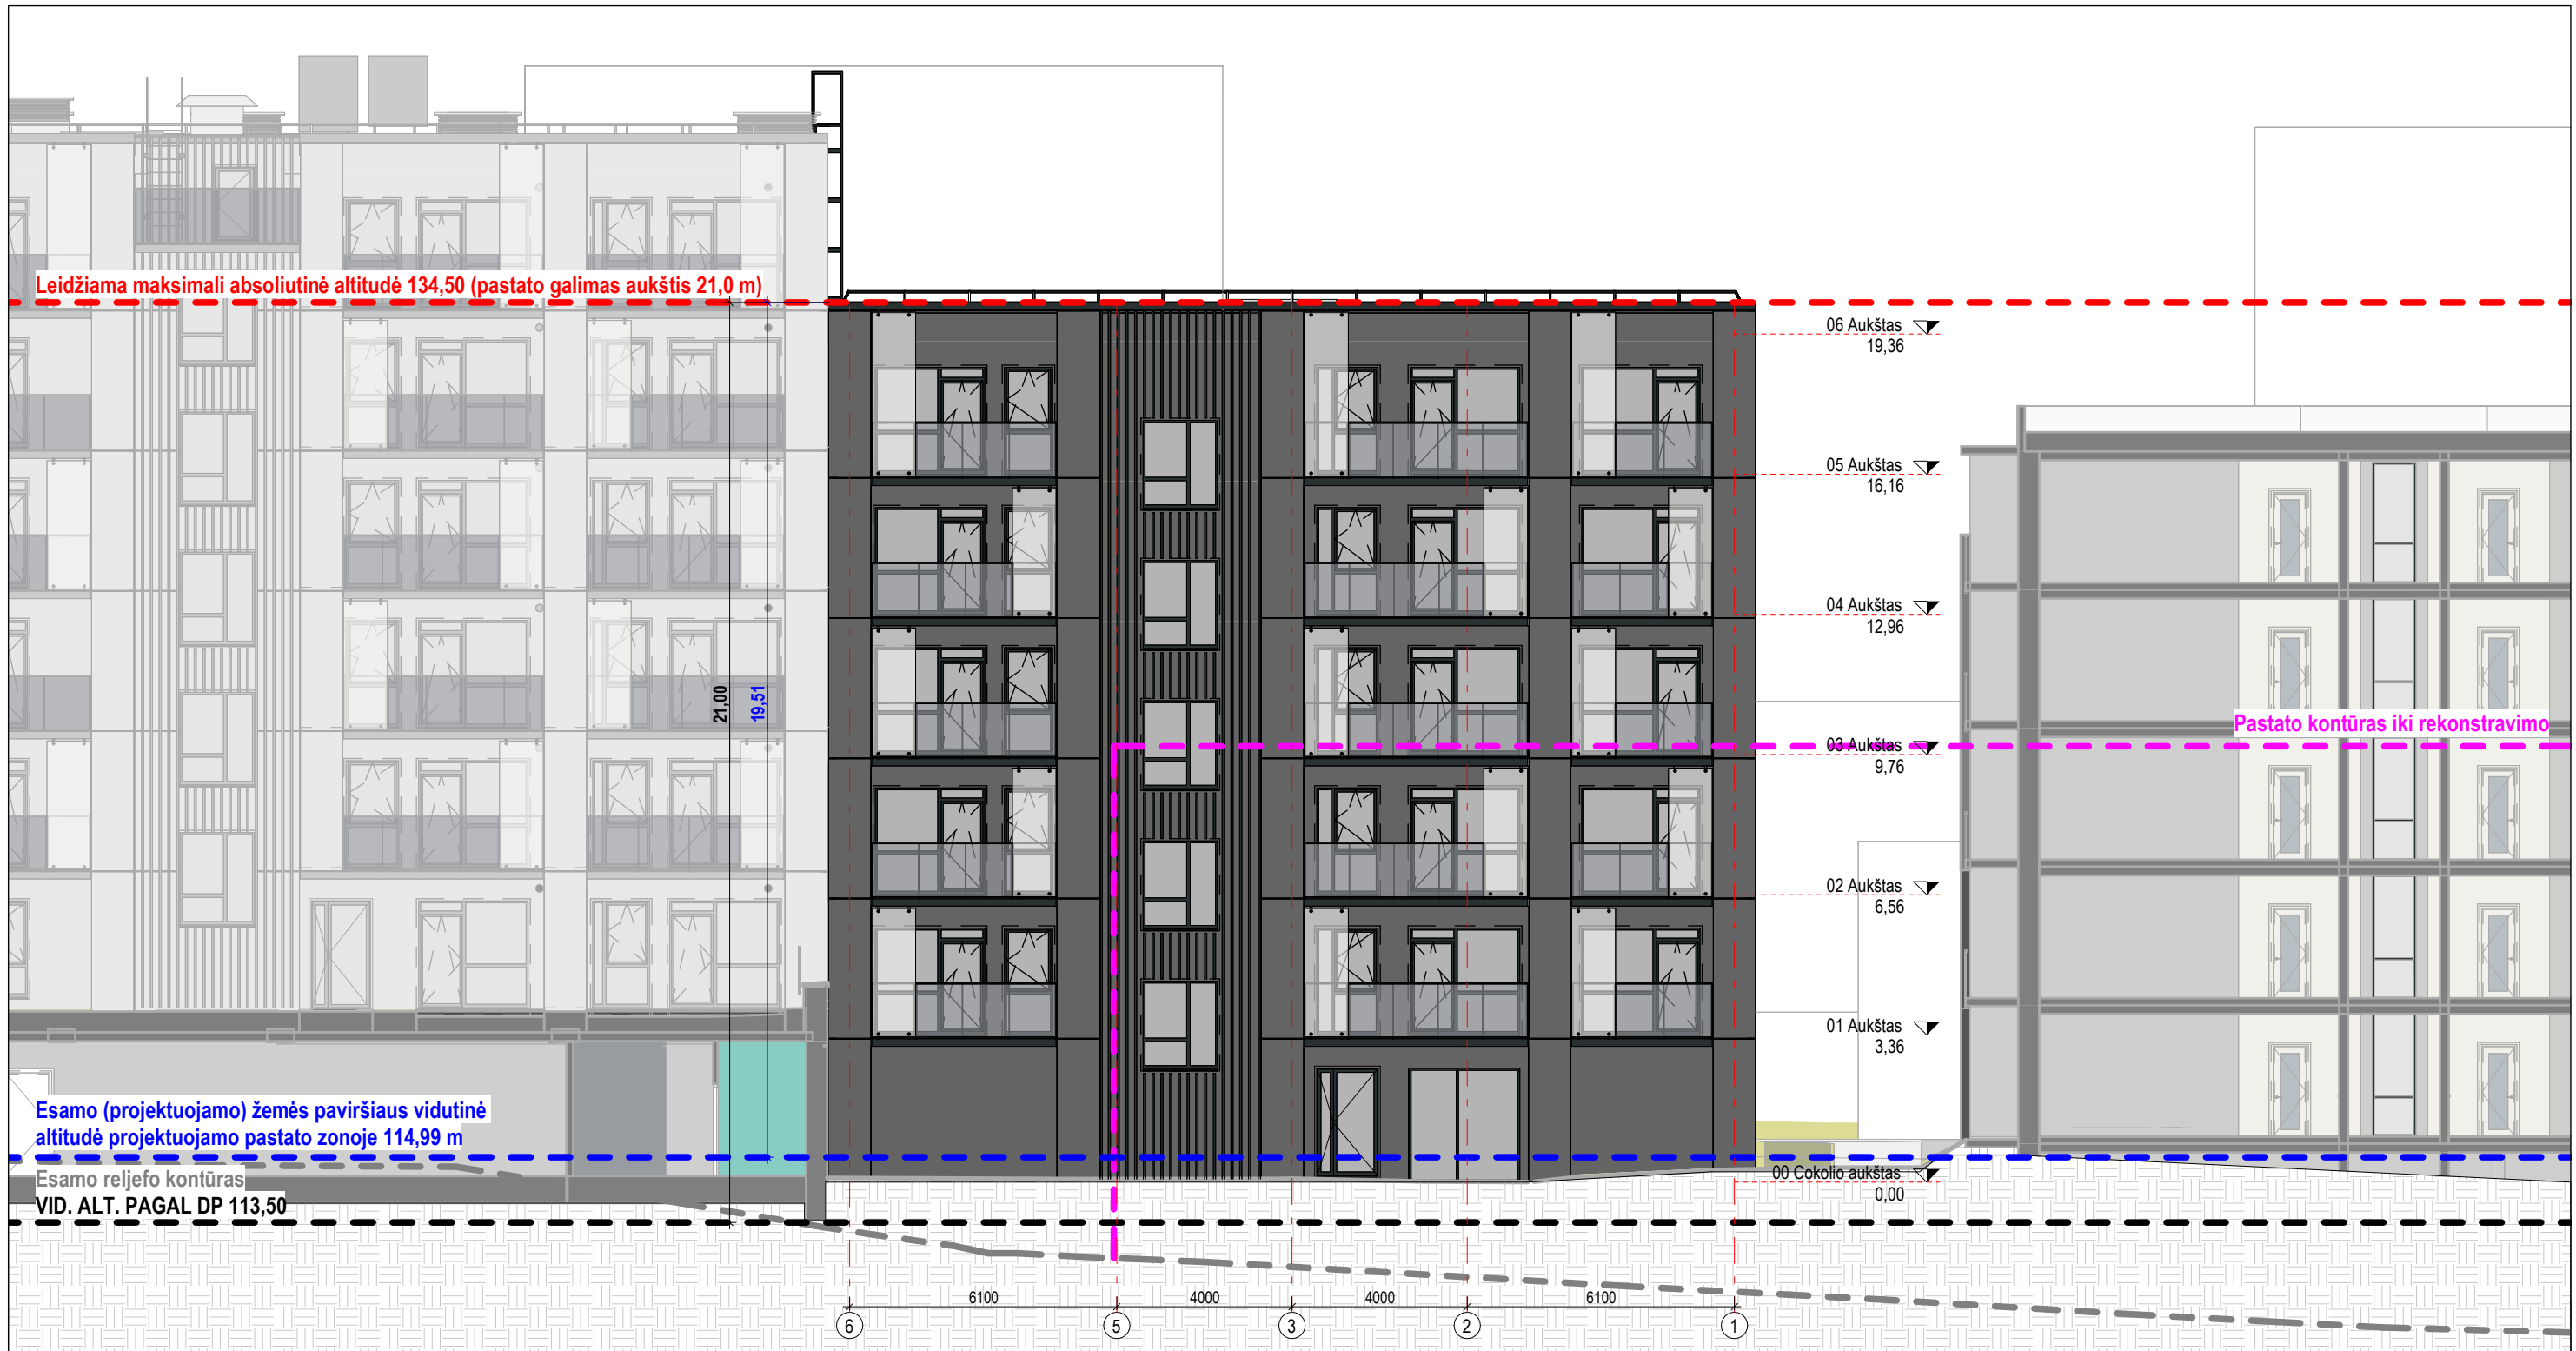 Leidžiama maksimali absoliutinė altitudė 134,50 (pastato galimas aukštis 21,0 m)
06 Aukštas
19,36
05 Aukštas
16,16
04 Aukštas
12,96
21,00
19,51
Pastato kontūras iki rekonstravimo
03 Aukštas
9,76
02 Aukštas
6,56
01 Aukštas
3,36
Esamo (projektuojamo) žemės paviršiaus vidutinė
altitudė projektuojamo pastato zonoje 114,99 m
Esamo reljefo kontūras
VID. ALT. PAGAL DP 113,50
00 Cokolio aukštas
0,00
6100 4000 4000 6100
6 5 3 2 1